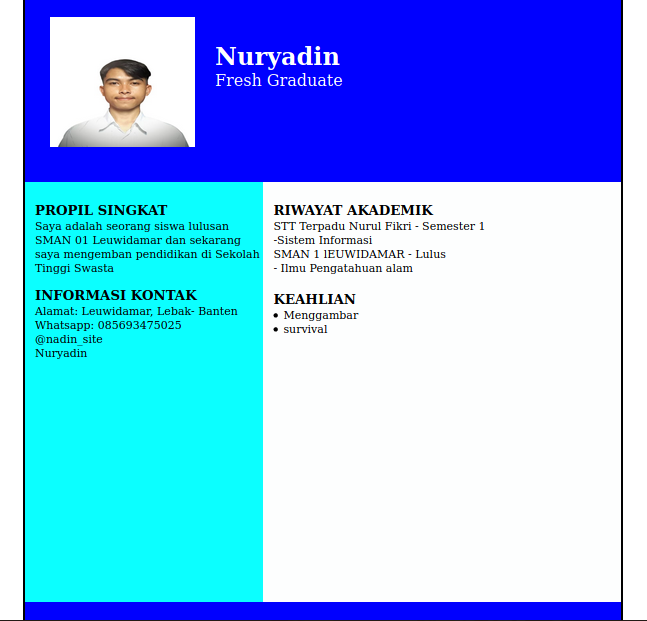 Nuryadin
Fresh Graduate
PROPIL SINGKAT
Saya adalah seorang siswa lulusan
SMAN 01 Leuwidamar dan sekarang
saya mengemban pendidikan di Sekolah
Tinggi Swasta
INFORMASI KONTAK
Alamat: Leuwidamar, Lebak- Banten
Whatsapp: 085693475025
@nadin_site
Nuryadin
RIWAYAT AKADEMIK
STT Terpadu Nurul Fikri - Semester 1
-Sistem Informasi
SMAN 1 lEUWIDAMAR - Lulus
- Ilmu Pengatahuan alam
KEAHLIAN
• Menggambar
• survival